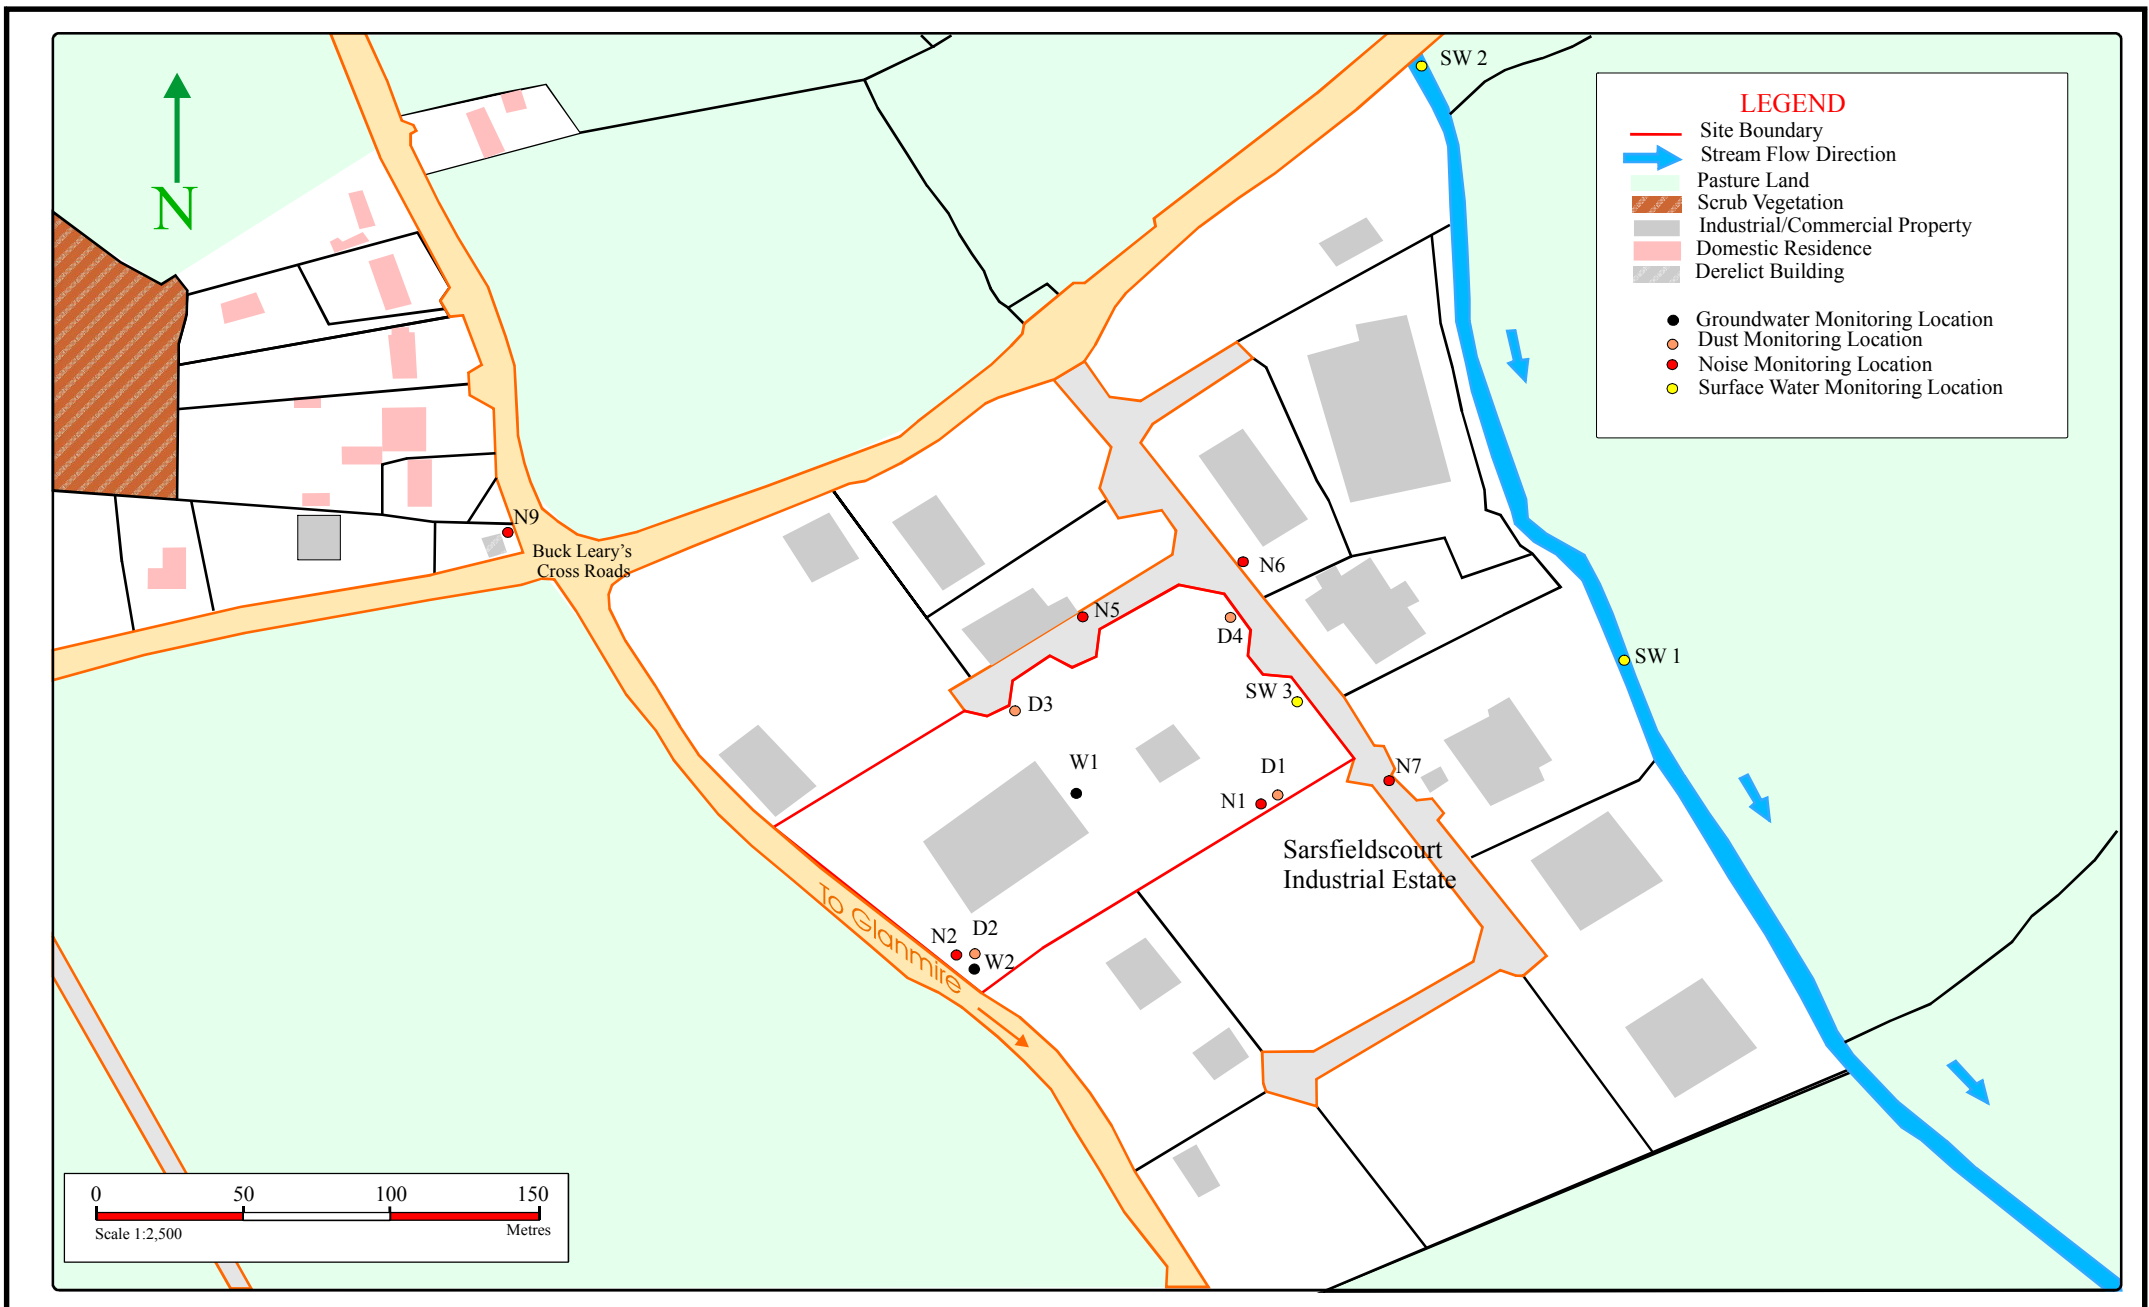 SW 2
LEGEND
Site Boundary
Stream Flow Direction
Pasture Land
Scrub Vegetation
Industrial/Commercial Property
Domestic Residence
Derelict Building
Groundwater Monitoring Location
Dust Monitoring Location
Noise Monitoring Location
Surface Water Monitoring Location
N
N9
Buck Leary's
Cross Roads
N6
N5
D4
SW 1
SW 3
D3
W1
D1
N7
N1
Sarsfieldscourt
Industrial Estate
To Glanmire
N2
D2
W2
0 50 100 150
Scale 1:2,500
Metres